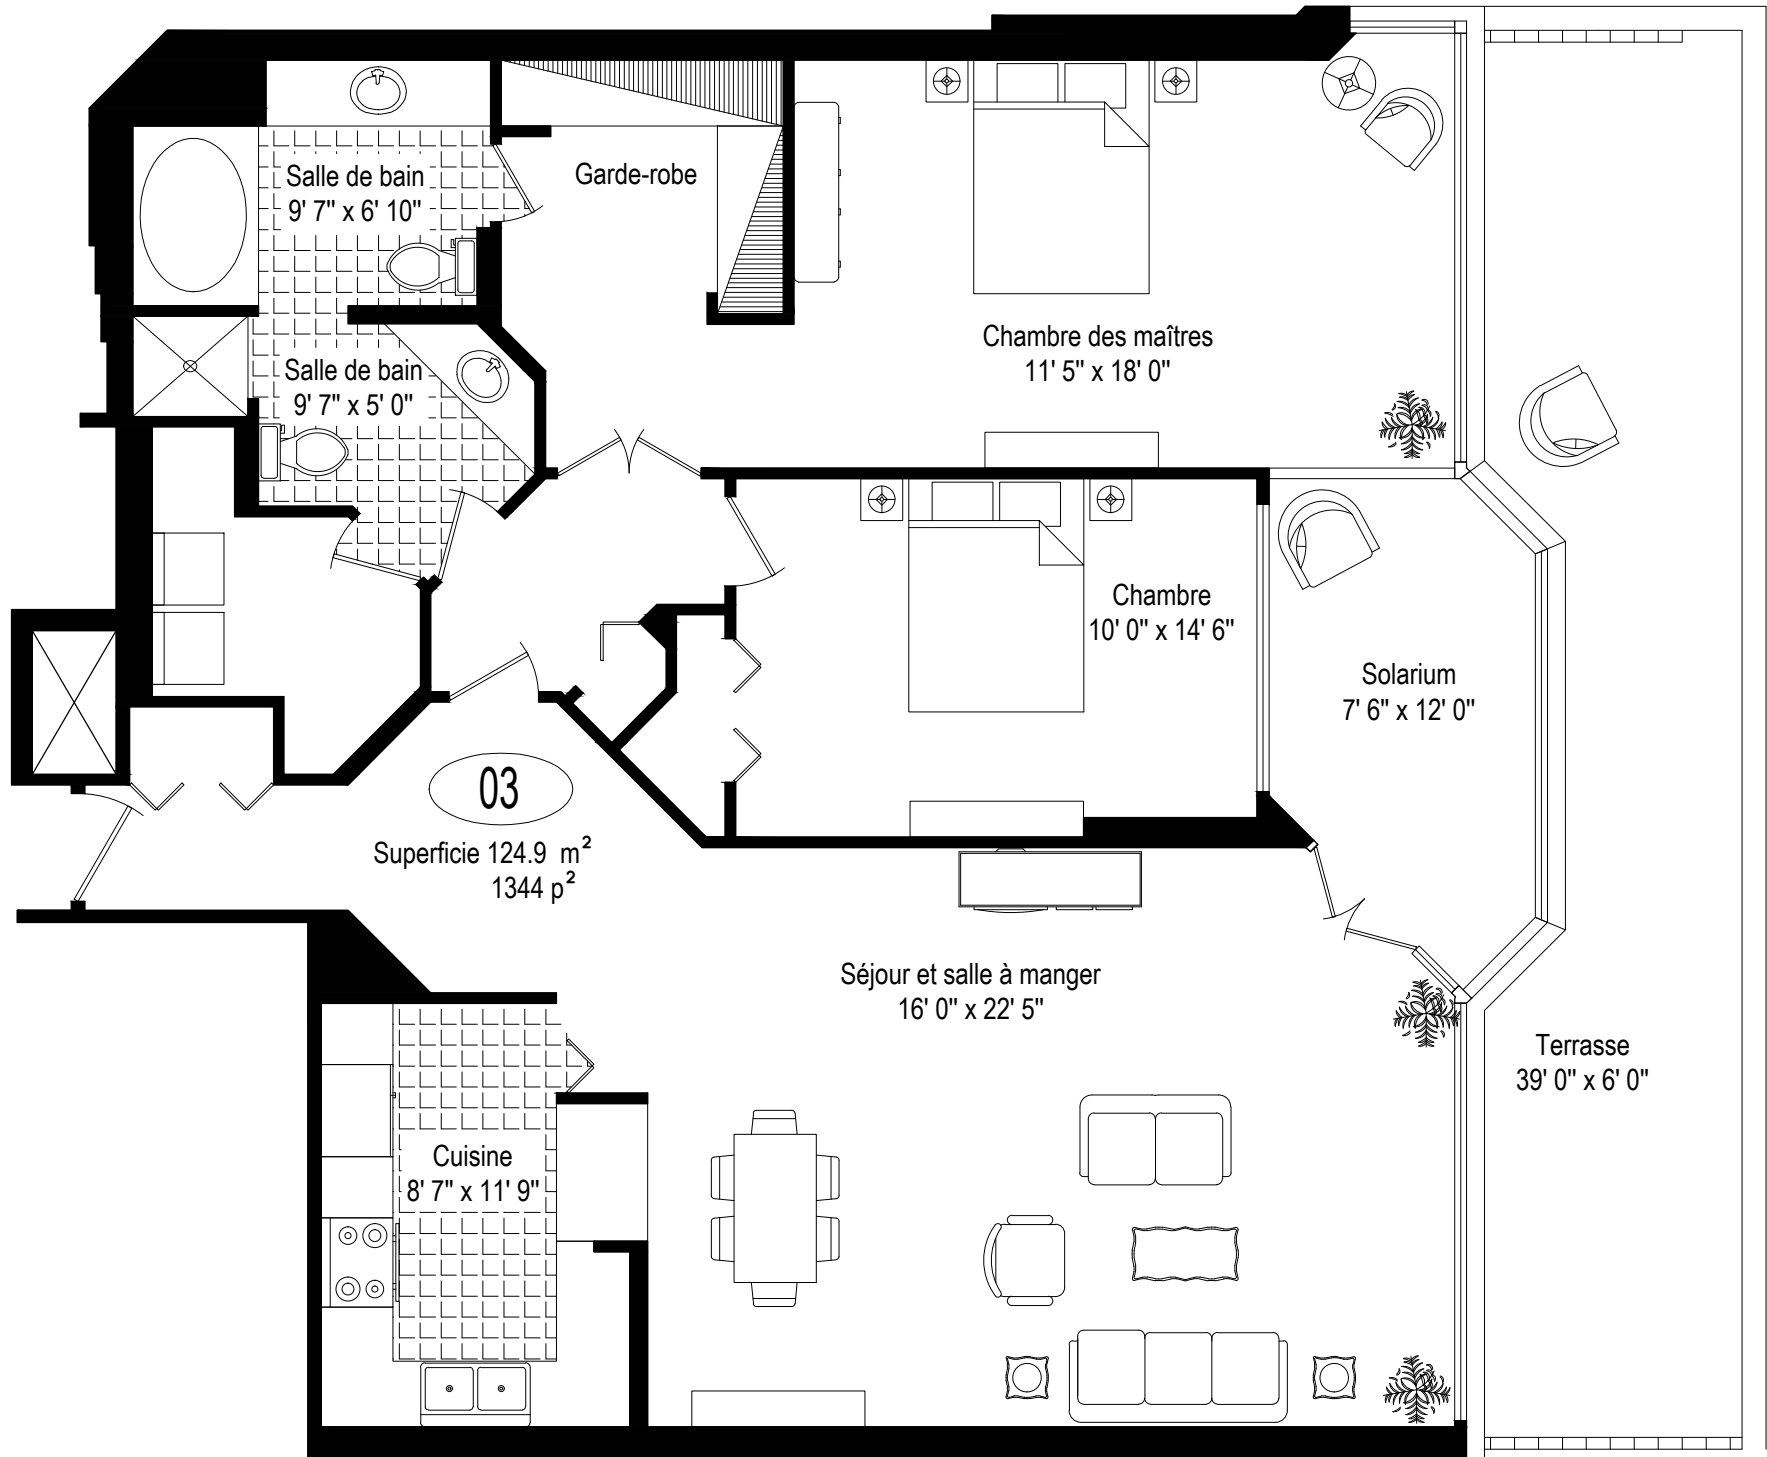 Salle de bain
9' 7" x 6' 10"
Garde-robe
Chambre des maîtres
11' 5" x 18' 0"
Salle de bain
9' 7" x 5' 0"
Chambre
10' 0" x 14' 6"
Solarium
7' 6" x 12' 0"
03
Superficie 124.9 m²
1344 p²
Séjour et salle à manger
16' 0" x 22' 5"
Terrasse
39' 0" x 6' 0"
Cuisine
8' 7" x 11' 9"